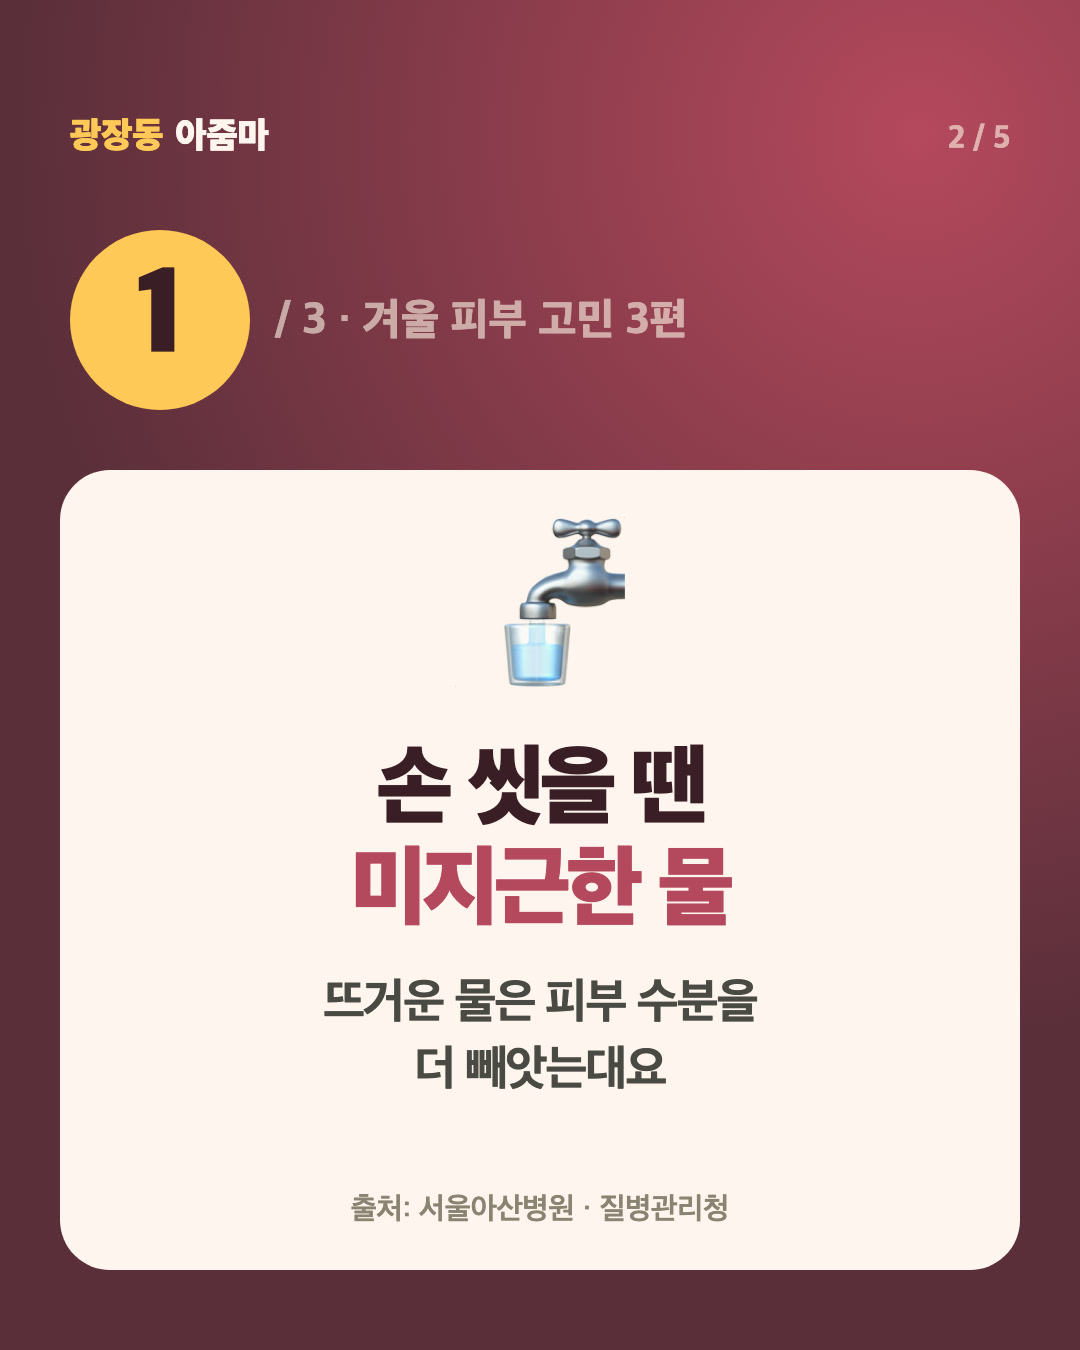 광장동 아줌마
2 / 5
1
/ 3 · 겨울 피부 고민 3편
손 씻을 땐
미지근한 물
뜨거운 물은 피부 수분을
더 빼앗는대요
출처: 서울아산병원 · 질병관리청